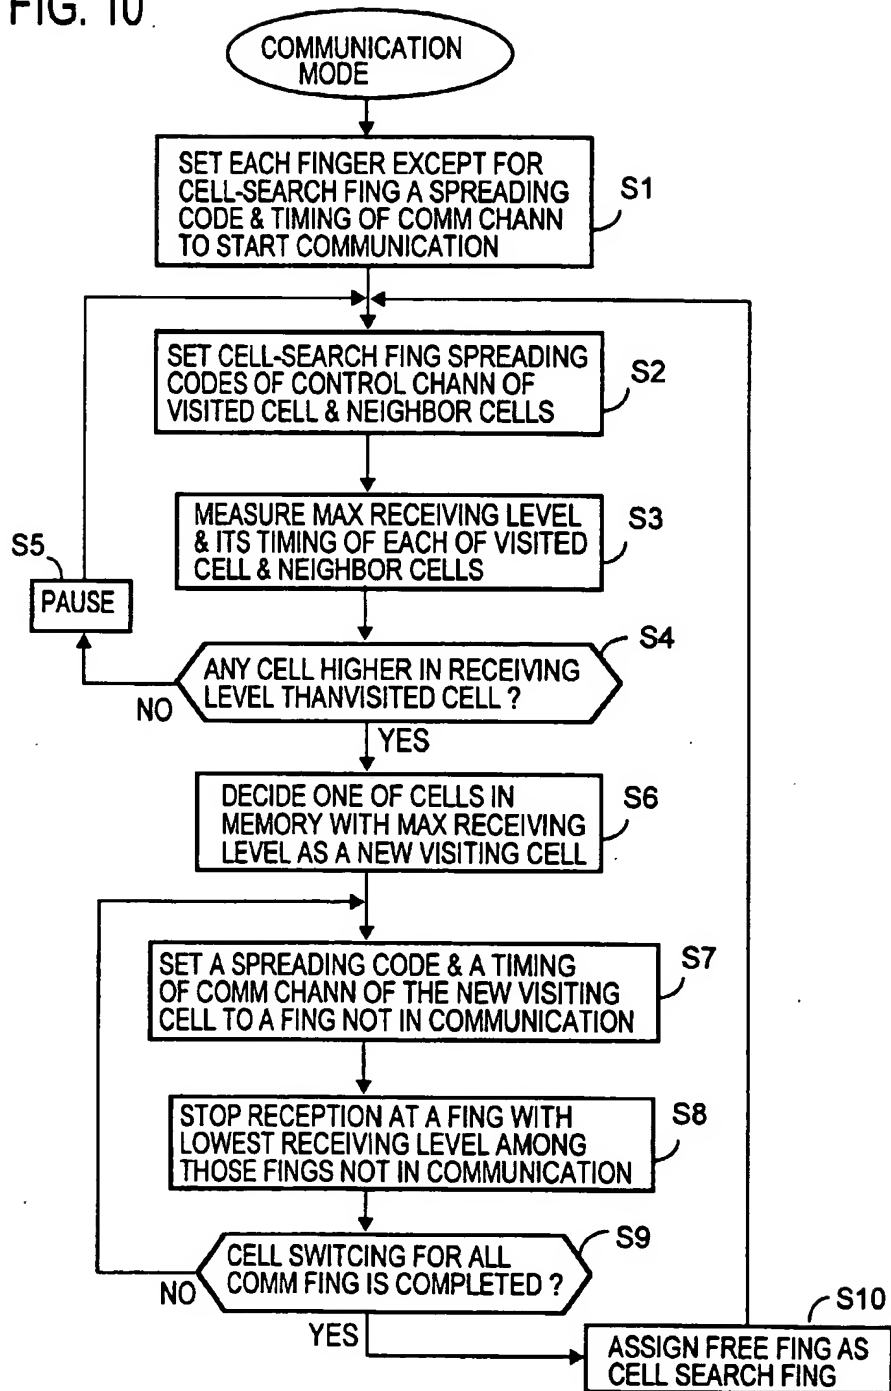 FIG. 10
COMMUNICATION
MODE
SET EACH FINGER EXCEPT FOR
CELL-SEARCH FING A SPREADING
CODE & TIMING OF COMM CHANN
TO START COMMUNICATION
S1
SET CELL-SEARCH FING SPREADING
CODES OF CONTROL CHANN OF
VISITED CELL & NEIGHBOR CELLS
S2
MEASURE MAX RECEIVING LEVEL
& ITS TIMING OF EACH OF VISITED
CELL & NEIGHBOR CELLS
S3
S5
PAUSE
S4
ANY CELL HIGHER IN RECEIVING
LEVEL THANVISITED CELL ?
NO
YES
DECIDE ONE OF CELLS IN
MEMORY WITH MAX RECEIVING
LEVEL AS A NEW VISITING CELL
S6
SET A SPREADING CODE & A TIMING
OF COMM CHANN OF THE NEW VISITING
CELL TO A FING NOT IN COMMUNICATION
S7
STOP RECEPTION AT A FING WITH
LOWEST RECEIVING LEVEL AMONG
THOSE FINGS NOT IN COMMUNICATION
S8
CELL SWITCING FOR ALL
COMM FING IS COMPLETED ?
S9
NO
YES
S10
ASSIGN FREE FING AS
CELL SEARCH FING